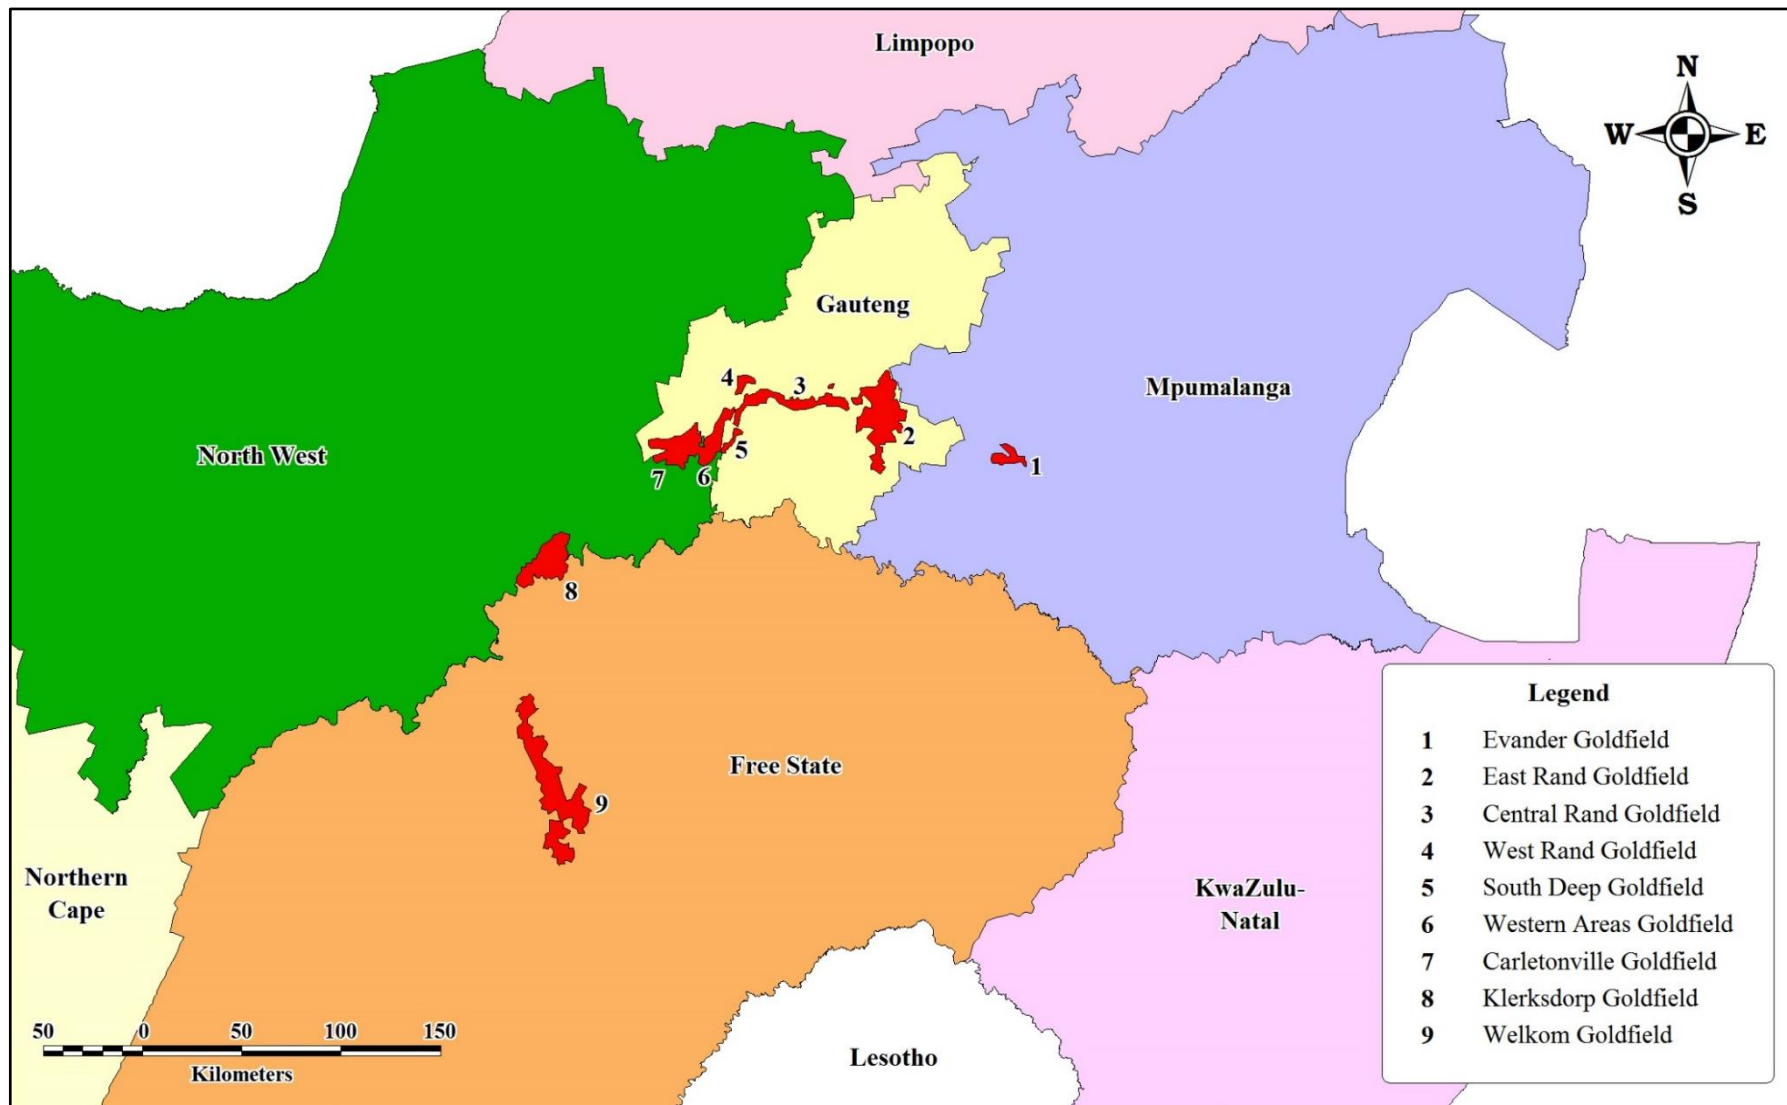 Limpopo
N
W E
S
Gauteng
4
3
Mpumalanga
North West
2
5
1
7
6
8
Free State
9
Northern
Cape
KwaZulu-
Natal
Lesotho
50 0 50 100 150
Kilometers
Legend
1 Evander Goldfield
2 East Rand Goldfield
3 Central Rand Goldfield
4 West Rand Goldfield
5 South Deep Goldfield
6 Western Areas Goldfield
7 Carletonville Goldfield
8 Klerksdorp Goldfield
9 Welkom Goldfield